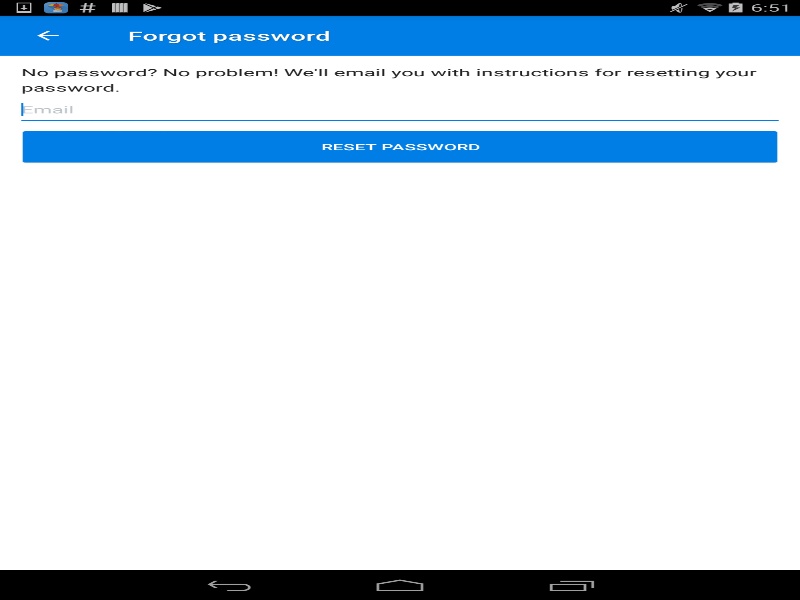 6:51
Forgot password
No password? No problem! We'll email you with instructions for resetting your
password.
Email
RESET PASSWORD